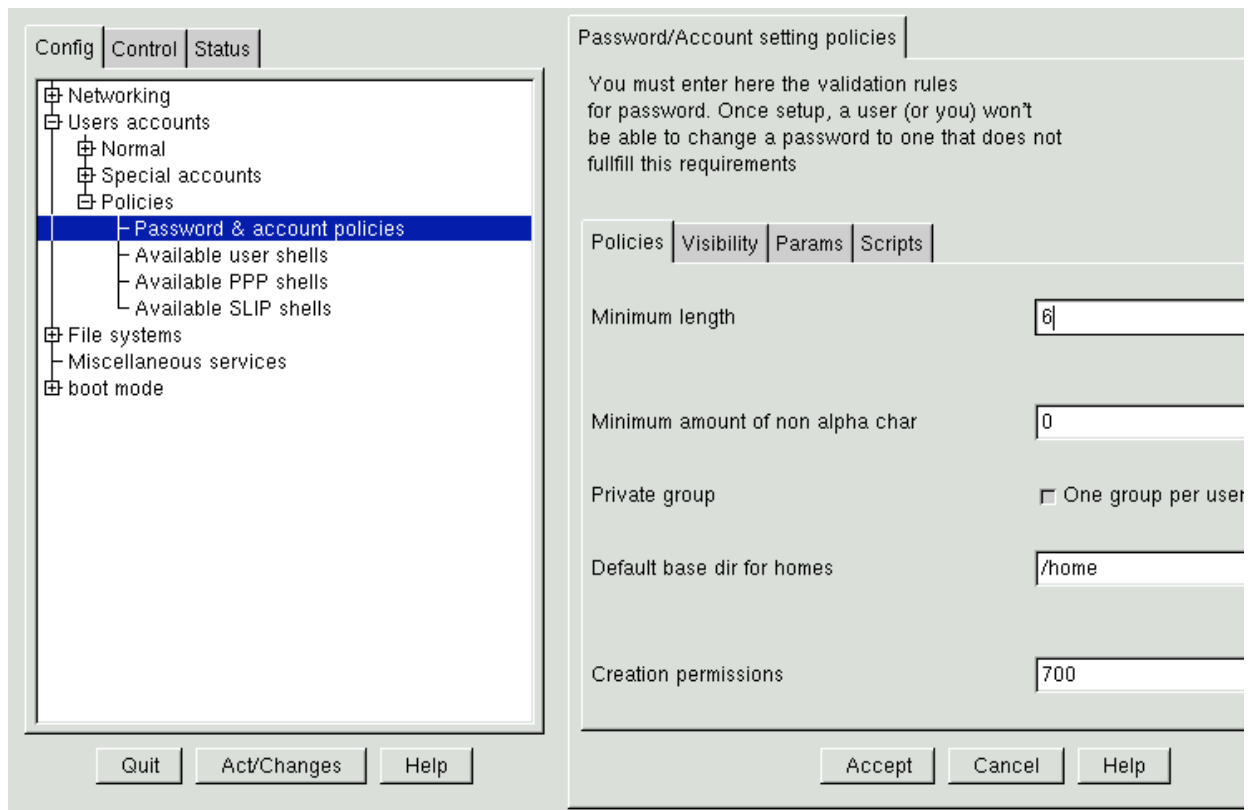 Config Control Status
Networking
Users accounts
Normal
Special accounts
Policies
Password & account policies
Available user shells
Available PPP shells
Available SLIP shells
File systems
Miscellaneous services
boot mode
Quit Act/Changes Help
Password/Account setting policies
You must enter here the validation rules
for password. Once setup, a user (or you) won't
be able to change a password to one that does not
fullfill this requirements
Policies Visibility Params Scripts
Minimum length 6
Minimum amount of non alpha char 0
Private group One group per user
Default base dir for homes /home
Creation permissions 700
Accept Cancel Help